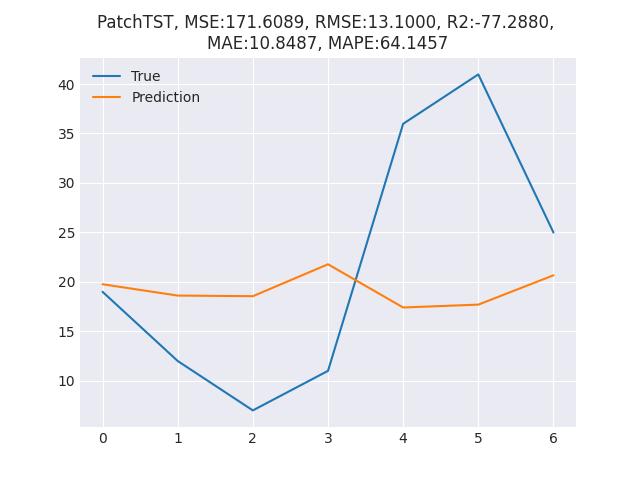 PatchTST, MSE:171.6089, RMSE:13.1000, R2:-77.2880,
MAE:10.8487, MAPE:64.1457
True
Prediction
40
35
30
25
20
15
10
0 1 2 3 4 5 6